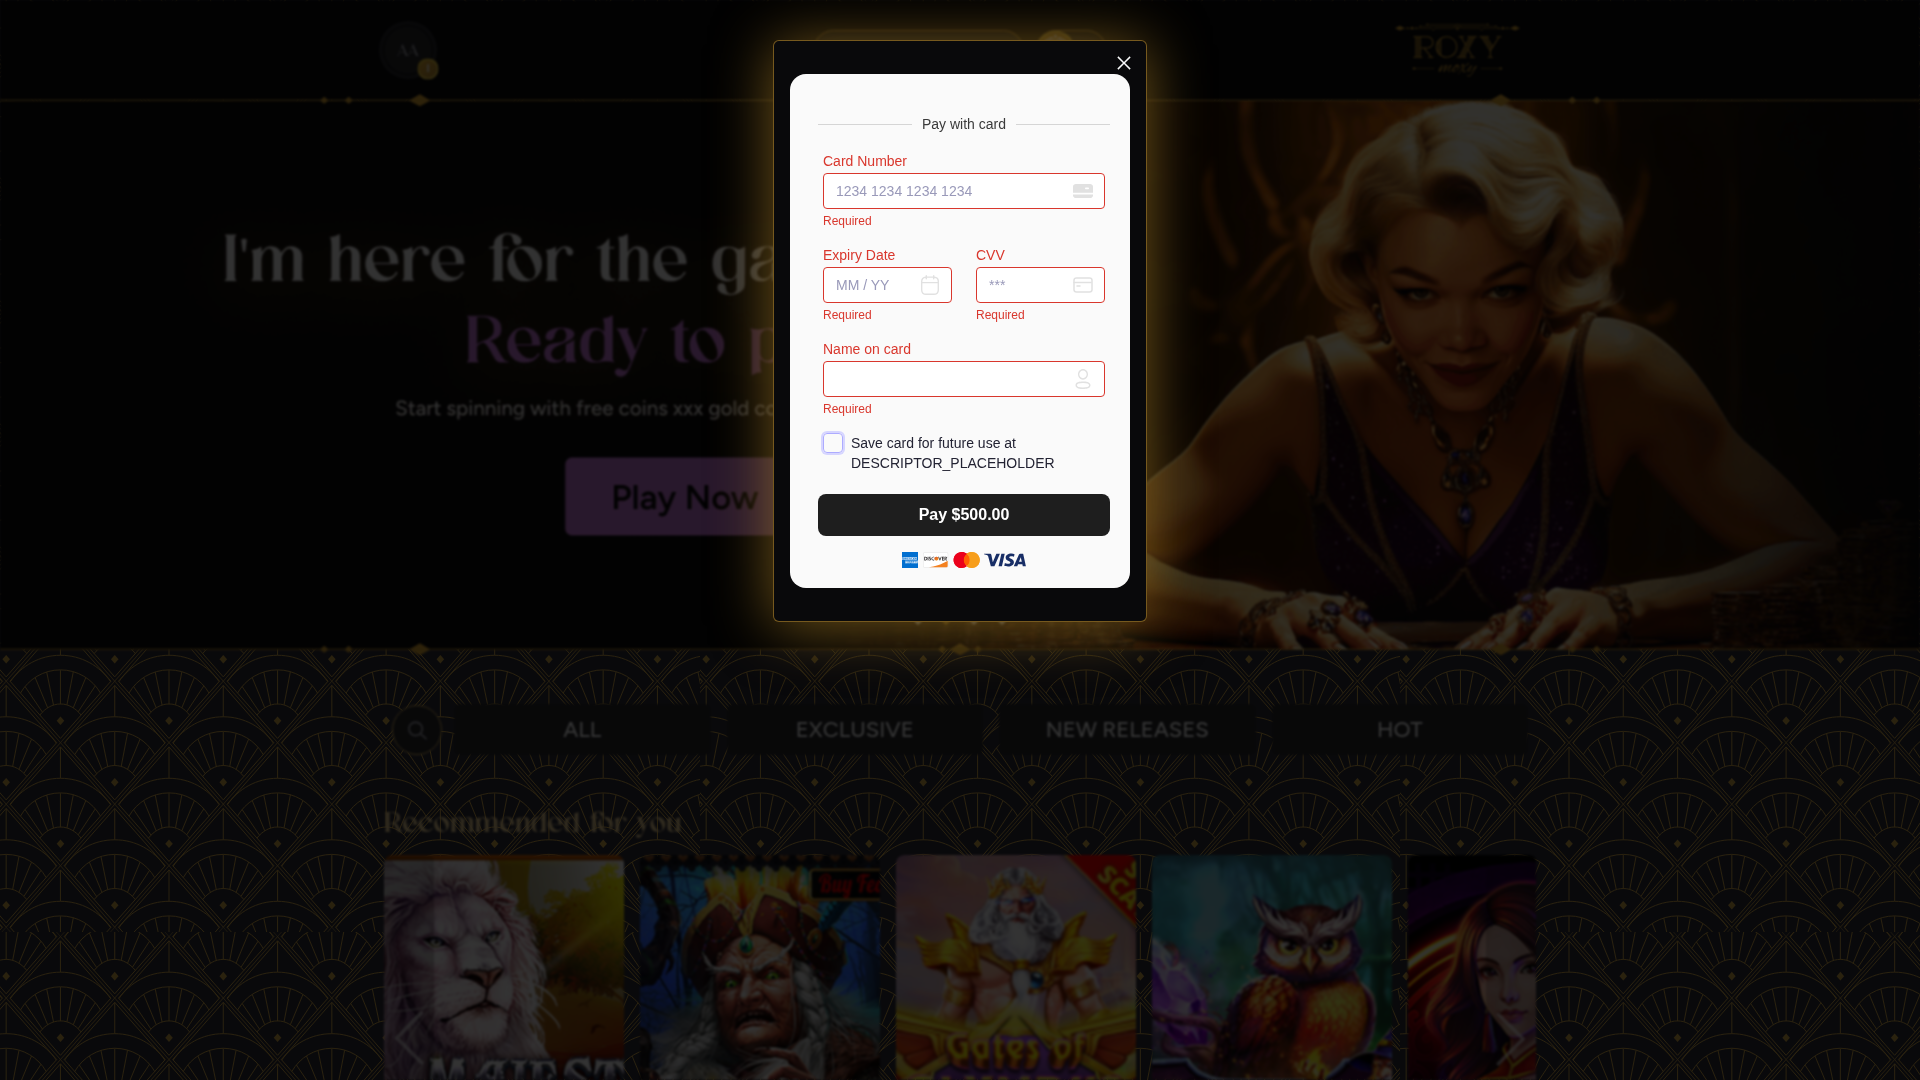 AA
ROXY
moxy
Pay with card
Card Number
1234 1234 1234 1234
Required
Expiry Date
CVV
MM / YY
***
Required
Required
Name on card
Required
Save card for future use at
DESCRIPTOR_PLACEHOLDER
Pay $500.00
DISCOVER
VISA
I'm here for the ga
Ready to p
Start spinning with free coins xxx gold co
Play Now
ALL
EXCLUSIVE
NEW RELEASES
HOT
Recommended for you
MAJEST
Buy Fea
Gates of